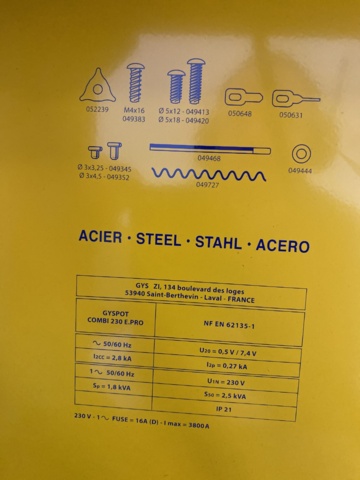 052239
M4x16
049383
Ø 5x12 - 049413
Ø 5x18 - 049420
050648
050631
Ø 3x3,25 - 049345
Ø 3x4,5 - 049352
049468
049727
049444
ACIER · STEEL · STAHL · ACERO
GYS ZI, 134 boulevard des loges
53940 Saint-Berthevin - Laval - FRANCE
GYSPOT
COMBI 230 E.PRO
NF EN 62135-1
50/60 Hz
U20 = 0,5 V / 7,4 V
I2CC = 2,8 kA
I2P = 0,27 kA
1 ~ 50/60 Hz
U1N = 230 V
SP = 1,8 kVA
S50 = 2,5 kVA
IP 21
230 V - 1 ~ FUSE = 16A (D) - I max = 3800A